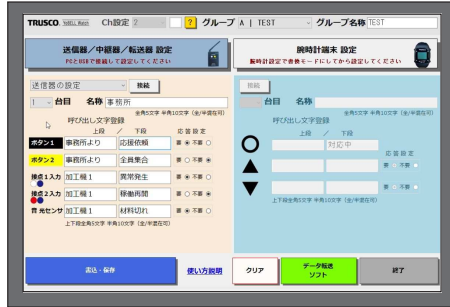 TRUSCO Ch設定 2 ? グループ A | TEST グループ名称 TEST
送信器／中継器／転送器 設定
PCとUSBで接続して設定してください
腕時計端末 設定
腕時計設定で書換モードにしてから設定してください
送信器の設定 接続
1 台目 名称 事務所
全角5文字 半角10文字（全/半混在可）
呼び出し文字登録
上段 / 下段 応答設定
ボタン1 事務所より 応援依頼 要 不要
ボタン2 事務所より 全員集合 要 不要
接点1入力 加工機1 異常発生 要 不要
接点2入力 加工機1 稼働再開 要 不要
音 光センサ 加工機1 材料切れ 要 不要
上下段全角5文字 半角10文字（全/半混在可）
接続
台目 名称
全角5文字 半角10文字（全/半混在可）
呼び出し文字登録
上段 / 下段
対応中
応答設定
要 不要
要 不要
上下段全角5文字 半角10文字（全/半混在可）
書込・保存 使い方説明 クリア データ転送
ソフト 終了